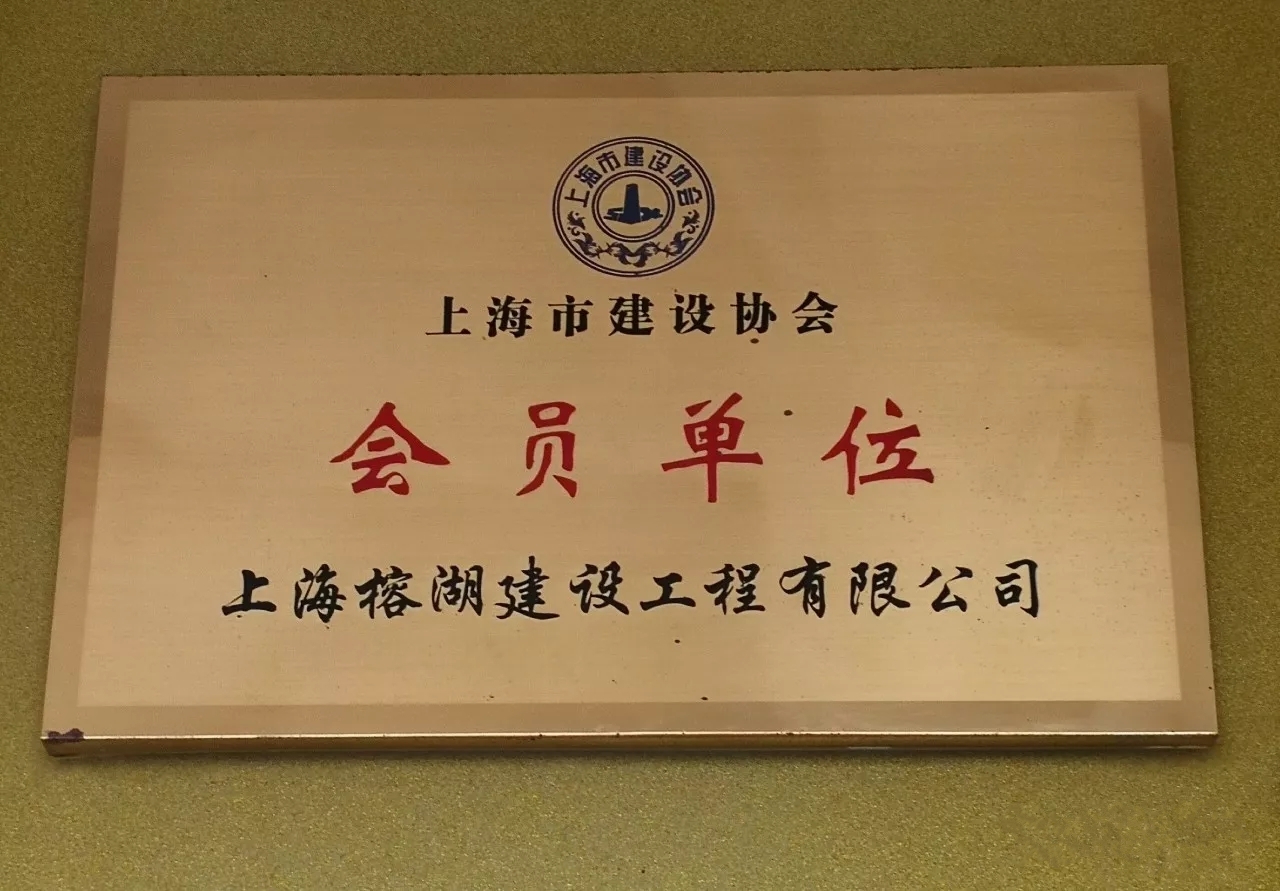 上海市建设协会
上海市建设协会
会员单位
上海榕湖建设工程有限公司